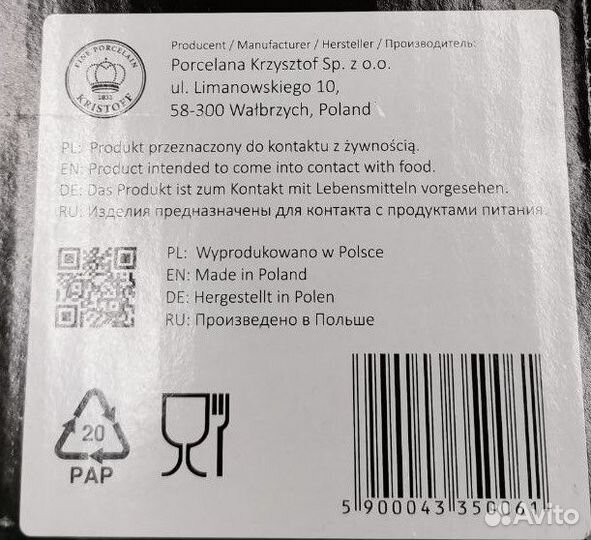 FINE PORCELAIN
1831
KRISTOFF
Producent / Manufacturer / Hersteller / Производитель:
Porcelana Krzysztof Sp. z o.o.
ul. Limanowskiego 10,
58-300 Wałbrzych, Poland
PL: Produkt przeznaczony do kontaktu z żywnością.
EN: Product intended to come into contact with food.
DE: Das Produkt ist zum Kontakt mit Lebensmitteln vorgesehen.
RU: Изделия предназначены для контакта с продуктами питания.
PL: Wyprodukowano w Polsce
EN: Made in Poland
DE: Hergestellt in Polen
RU: Произведено в Польше
20
PAP
5 900043 350061
Avito